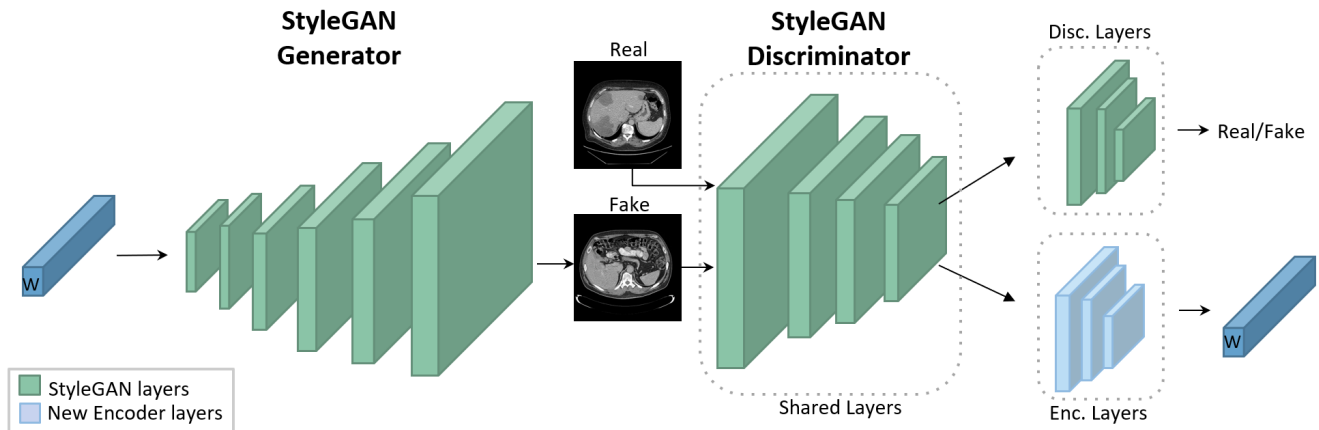 StyleGAN
Generator
StyleGAN
Discriminator
Real
Fake
Disc. Layers
Real/Fake
W
W
Shared Layers
Enc. Layers
StyleGAN layers
New Encoder layers